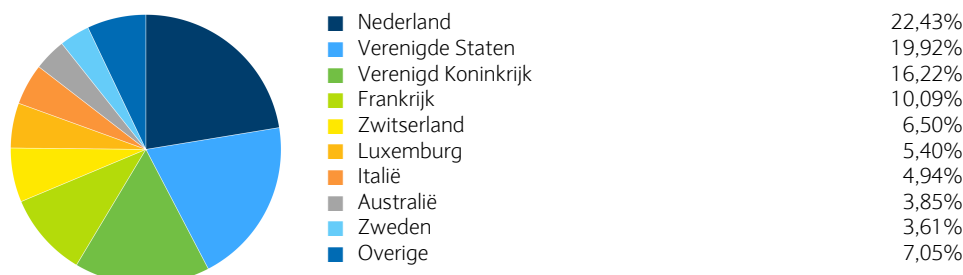 Nederland 22,43%
Verenigde Staten 19,92%
Verenigd Koninkrijk 16,22%
Frankrijk 10,09%
Zwitserland 6,50%
Luxemburg 5,40%
Italië 4,94%
Australië 3,85%
Zweden 3,61%
Overige 7,05%